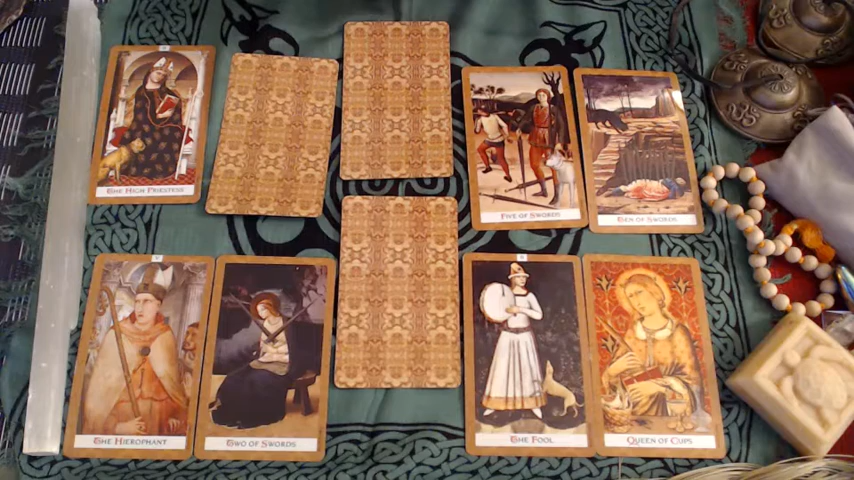 The High Priestess
Five of Swords
Ten of Swords
The Hierophant
Two of Swords
The Fool
Queen of Cups